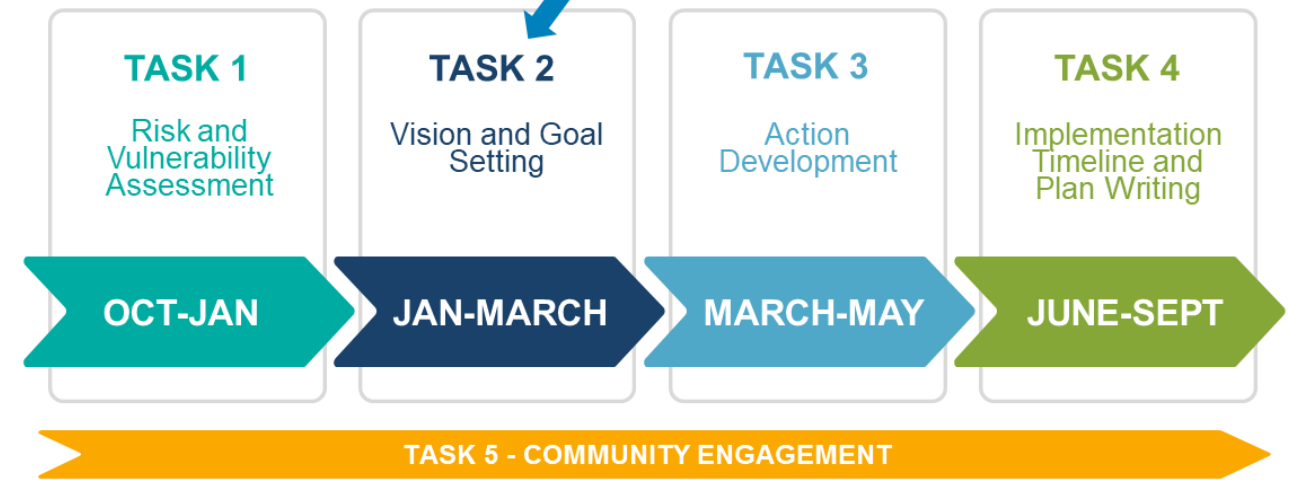 TASK 1
Risk and
Vulnerability
Assessment
OCT-JAN
TASK 2
Vision and Goal
Setting
JAN-MARCH
TASK 3
Action
Development
MARCH-MAY
TASK 4
Implementation
Timeline and
Plan Writing
JUNE-SEPT
TASK 5 - COMMUNITY ENGAGEMENT